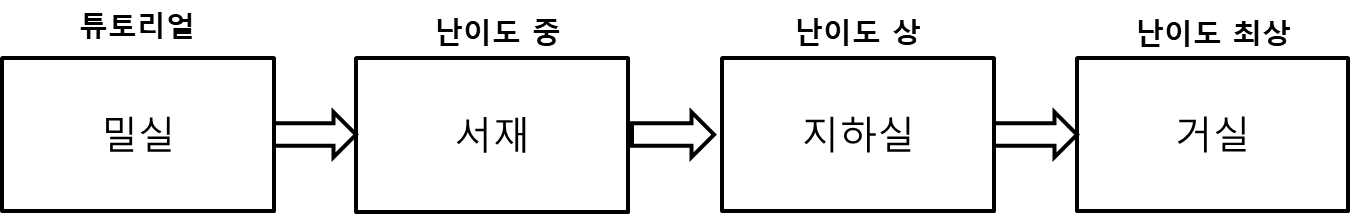 튜토리얼
난이도 중
난이도 상
난이도 최상
밀실
서재
지하실
거실